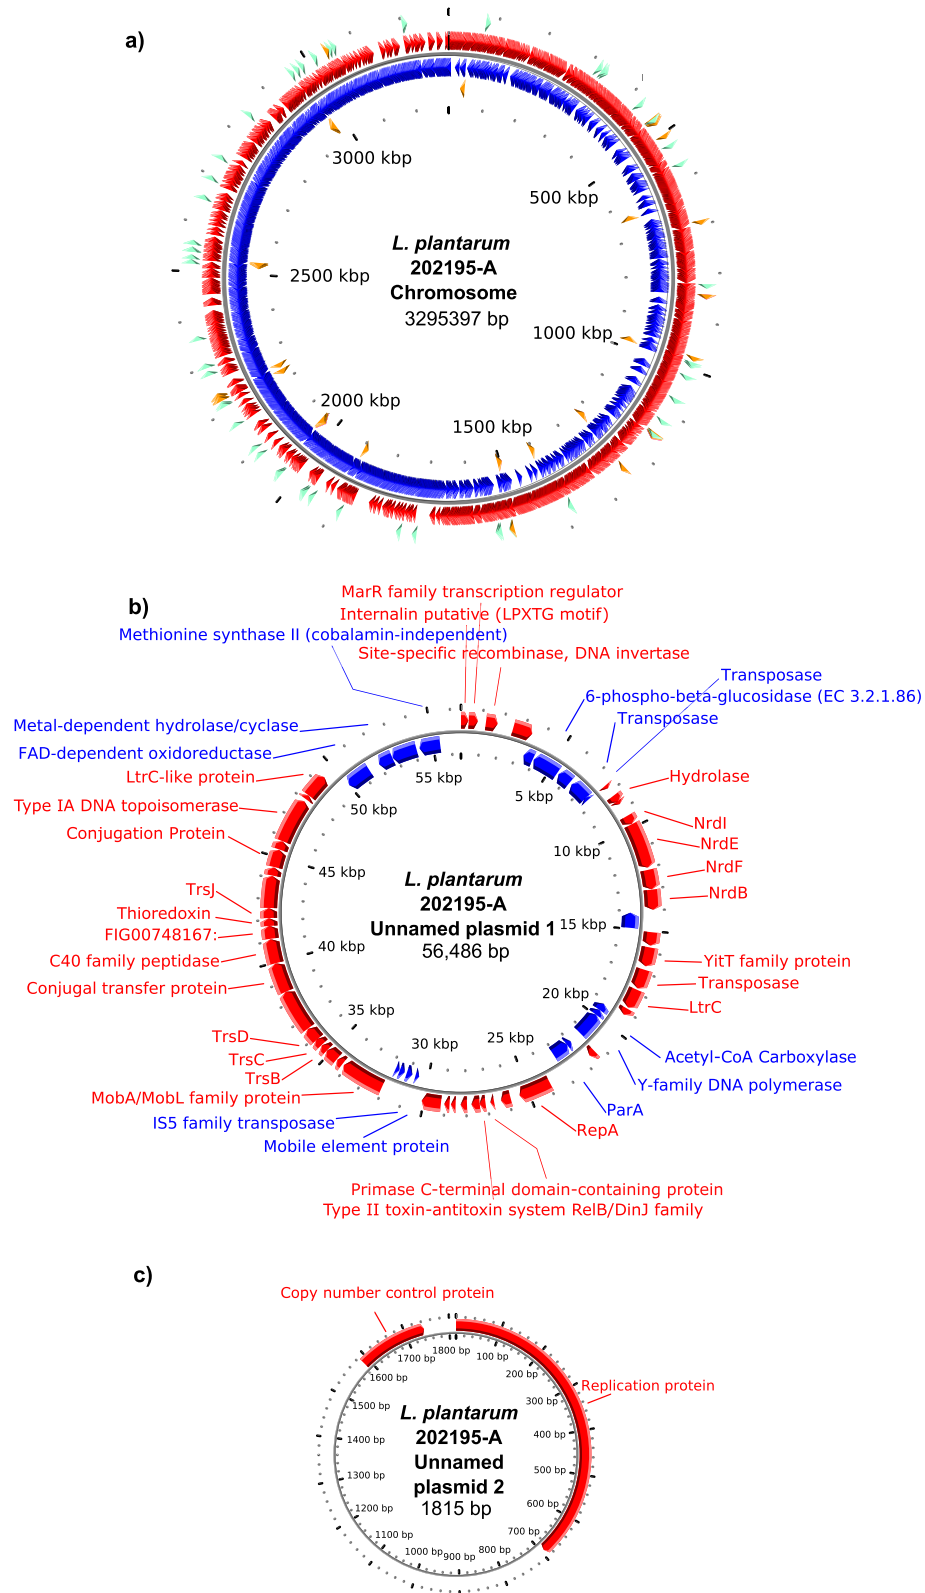 a)
3000 kbp
500 kbp
L. plantarum
202195-A
Chromosome
3295397 bp
2500 kbp
1000 kbp
2000 kbp
1500 kbp
b)
MarR family transcription regulator
Internalin putative (LPXTG motif)
Methionine synthase II (cobalamin-independent)
Site-specific recombinase, DNA invertase
Transposase
6-phospho-beta-glucosidase (EC 3.2.1.86)
Transposase
Metal-dependent hydrolase/cyclase
FAD-dependent oxidoreductase
LtrC-like protein
Hydrolase
55 kbp
5 kbp
50 kbp
Type IA DNA topoisomerase
NrdI
Conjugation Protein
NrdE
10 kbp
45 kbp
NrdF
L. plantarum
TrsJ
NrdB
202195-A
Thioredoxin
Unnamed plasmid 1
15 kbp
FIG00748167:
40 kbp
56,486 bp
C40 family peptidase
YitT family protein
Conjugal transfer protein
Transposase
35 kbp
20 kbp
LtrC
TrsD
25 kbp
30 kbp
TrsC
Acetyl-CoA Carboxylase
TrsB
Y-family DNA polymerase
MobA/MobL family protein
ParA
IS5 family transposase
RepA
Mobile element protein
Primase C-terminal domain-containing protein
Type II toxin-antitoxin system RelB/DinJ family
c)
Copy number control protein
1800 bp
1700 bp
100 bp
1600 bp
200 bp
Replication protein
300 bp
1500 bp
L. plantarum
202195-A
Unnamed
plasmid 2
1815 bp
400 bp
1400 bp
500 bp
1300 bp
600 bp
1200 bp
700 bp
1100 bp
800 bp
1000 bp
900 bp